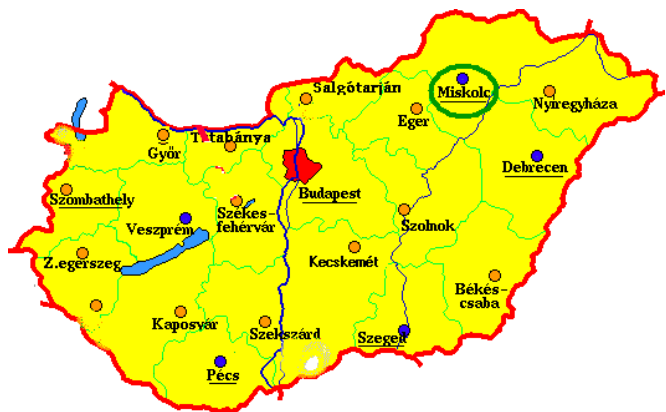 Salgótarján
Miskolc
Nyíregyháza
Eger
Győr
Tatabánya
Debrecen
Budapest
Szombathely
Székes-
fehérvár
Veszprém
Szolnok
Z.egerszeg
Kecskemét
Békés-
csaba
Kaposvár
Szekszárd
Szeged
Pécs